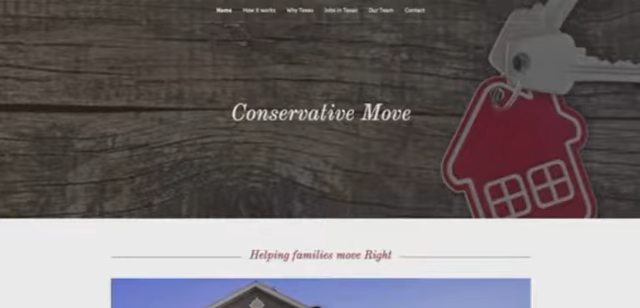 Home How it works Why Texas Jobs in Texas Our Team Contact
Conservative Move
Helping families move Right